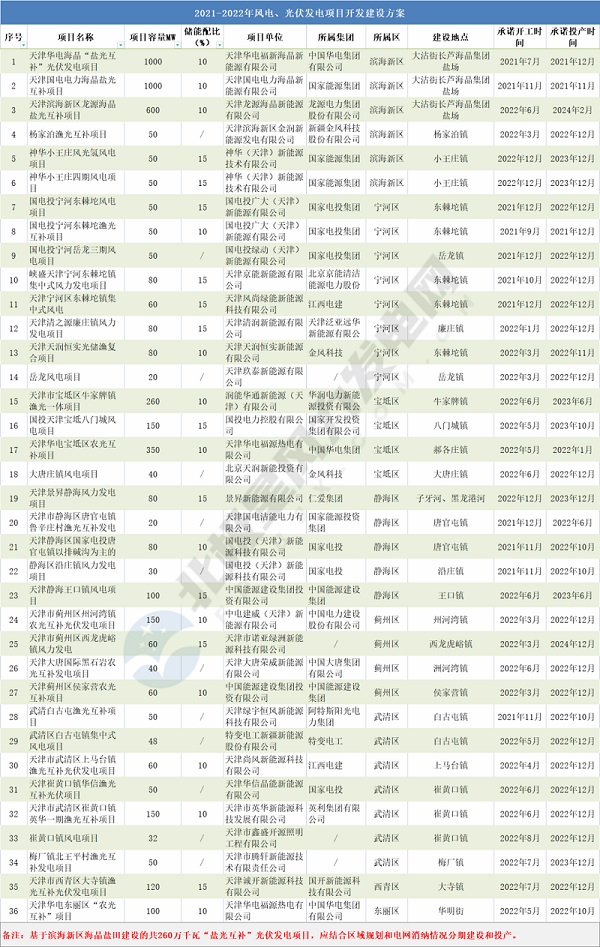 2021-2022年风电、光伏发电项目开发建设方案
序号 项目名称 项目容量MW 储能配比（%） 项目单位 所属集团 所属区 建设地点 承诺开工时间 承诺投产时间
1 天津华电海晶“盐光互补”光伏发电项目 1000 10 天津华电福新海晶新能源有限公司 中国华电集团有限公司 滨海新区 大沽街长芦海晶集团盐场 2021年7月 2021年12月
2 天津国电电力海晶盐光互补项目 1000 10 天津国电海晶新能源有限公司 国家能源集团 滨海新区 大沽街长芦海晶集团盐场 2021年11月 2021年11月
3 天津滨海新区龙源海晶盐光互补项目 600 10 天津龙源海晶新能源有限公司 龙源电力集团股份有限公司 滨海新区 大沽街长芦海晶集团盐场 2022年6月 2024年2月
4 杨家泊渔光互补项目 50 / 天津滨海新区金润新能源发电有限公司 新疆金风科技股份有限公司 滨海新区 杨家泊镇 2022年3月 2022年12月
5 神华小王庄风光氢风电项目 50 15 神华（天津）新能源技术有限公司 国家能源集团 滨海新区 小王庄镇 2022年12月 2023年12月
6 神华小王庄四期风电项目 50 15 神华（天津）新能源技术有限公司 国家能源集团 滨海新区 小王庄镇 2022年12月 2023年12月
7 国电投宁河东棘坨风电项目 50 15 国电投广大（天津）新能源有限公司 国家电投集团 宁河区 东棘坨镇 2021年12月 2022年12月
8 国电投宁河东棘坨渔光互补项目 50 10 国电投广大（天津）新能源有限公司 国家电投集团 宁河区 东棘坨镇 2021年9月 2021年12月
9 国电投宁河岳龙三期风电项目 50 / 国电投绿动（天津）新能源有限公司 国家电投集团 宁河区 岳龙镇 2021年12月 2022年12月
10 峡盛天津宁河东棘坨镇集中式风力发电项目 80 15 天津京能新能源有限公司 北京京能清洁能源电力股份 宁河区 东棘坨镇 2021年10月 2022年12月
11 天津宁河区东棘坨镇集中式风电 60 15 天津风尚绿能新能源科技有限公司 江西电建 宁河区 东棘坨镇 2021年12月 2022年12月
12 天津清之源廉庄镇风力发电项目 80 15 天津清润新能源有限公司 天津泛亚远华新能源有限公 宁河区 廉庄镇 2022年1月 2022年12月
13 天津天润恒实光储渔复合项目 80 10 天津天润恒实新能源有限公司 金风科技 宁河区 东棘坨镇 2022年3月 2022年11月
14 岳龙风电项目 20 / 天津玖泰新能源有限公司 / 宁河区 岳龙镇 2022年3月 2022年12月
15 天津市宝坻区牛家牌镇渔光一体项目 260 10 润能华通新能源（天津）有限公司 华润电力新能源投资有限公 宝坻区 牛家牌镇 2022年6月 2023年6月
16 国投天津宝坻八门城风电项目 150 15 国投电力控股有限公司 国家开发投资集团有限公司 宝坻区 八门城镇 2022年5月 2023年10月
17 天津华电宝坻区农光互补项目 350 10 天津华电福源热电有限公司 中国华电集团 宝坻区 郝各庄镇 2022年5月 2022年1月
18 大唐庄镇风电项目 40 / 北京天润新能投资有限公司 金风科技 宝坻区 大唐庄镇 2022年6月 2022年12月
19 天津景昇静海风力发电项目 80 15 景昇新能源有限公司 仁爱集团 静海区 子牙河、黑龙港河 2022年12月 2023年12月
20 天津市静海区唐官屯镇鲁辛庄村渔光互补发电 20 / 天津国电洁能电力有限公司 国家能源投资集团 静海区 唐官屯镇 2021年12月 2022年6月
21 天津静海区国家电投唐官屯镇以排碱沟为主的 80 10 国电投（天津）新能源科技有限公司 国家电投 静海区 唐官屯镇 2021年11月 2022年10月
22 静海区沿庄镇风力发电项目 30 / 国电投（天津）新能源科技有限公司 国家电投 静海区 沿庄镇 2021年11月 2022年10月
23 天津静海王口镇风电项目 100 15 中国能源建设集团投资有限公司 中国能源建设集团 静海区 王口镇 2022年6月 2023年6月
24 天津市蓟州区州河湾镇农光互补光伏发电项目 150 10 中电建威（天津）新能源有限公司 中国电力建设股份有限公司 蓟州区 州河湾镇 2022年3月 2022年12月
25 天津市蓟州区西龙虎峪镇风力发电 60 15 天津市诺亚绿洲新能源科技有限公司 / 蓟州区 西龙虎峪镇 2022年3月 2024年12月
26 天津大唐国际黑石岩农光互补发电项目 40 / 天津大唐荣威新能源有限公司 中国大唐集团有限公司 蓟州区 洲河湾镇 2022年6月 2022年12月
27 天津蓟州区侯家营农光互补项目 60 10 中国能源建设集团投资有限公司 中国能源建设集团 蓟州区 侯家营镇 2022年3月 2022年12月
28 武清白古屯渔光互补项目 50 / 天津绿宇恒风新能源科技有限公司 阿特斯阳光电力集团 武清区 白古屯镇 2021年11月 2022年10月
29 武清区白古屯镇集中式风电项目 48 / 特变电工新疆新能源股份有限公司 特变电工 武清区 白古屯镇 2022年5月 2022年12月
30 天津市武清区上马台镇渔光互补光伏发电项目 60 10 天津尚风新能源科技有限公司 江西电建 武清区 上马台镇 2022年4月 2022年12月
31 天津崔黄口镇华信渔光互补光伏项目 50 / 天津华信晶能新能源有限公司 国家电投 武清区 崔黄口镇 2022年6月 2022年12月
32 天津市武清区崔黄口镇英华一期渔光互补项目 150 10 天津市英华新能源科技发展有限公司 英利集团有限公司 武清区 崔黄口镇 2022年6月 2022年12月
33 崔黄口镇风电项目 32 / 天津市鑫盛开源照明工程有限公司 / 武清区 崔黄口镇 2022年8月 2022年12月
34 梅厂镇北王平村渔光互补发电项目 50 / 天津市腾轩新能源技术有限责任公司 / 武清区 梅厂镇 2022年7月 2023年12月
35 天津市西青区大寺镇渔光互补光伏发电项目 120 15 天津诚开新能源科技有限公司 国开新能源科技有限公司 西青区 大寺镇 2022年7月 2022年12月
36 天津华电东丽区“农光互补”项目 100 10 天津华电福源热电有限公司 中国华电集团有限公司 东丽区 华明街 2022年5月 2022年10月
备注：基于滨海新区海晶盐田建设的共260万千瓦“盐光互补”光伏发电项目，应结合区域规划和电网消纳情况分期建设和投产。
北极星风力发电网